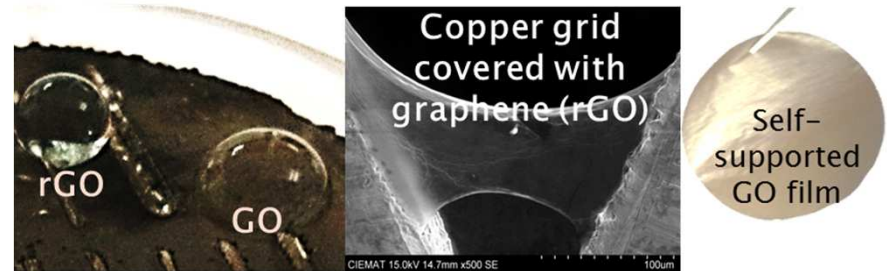 rGO
GO
Copper grid
covered with
graphene (rGO)
CIEMAT 15.0kV 14.7mm x500 SE
100um
Self-
supported
GO film